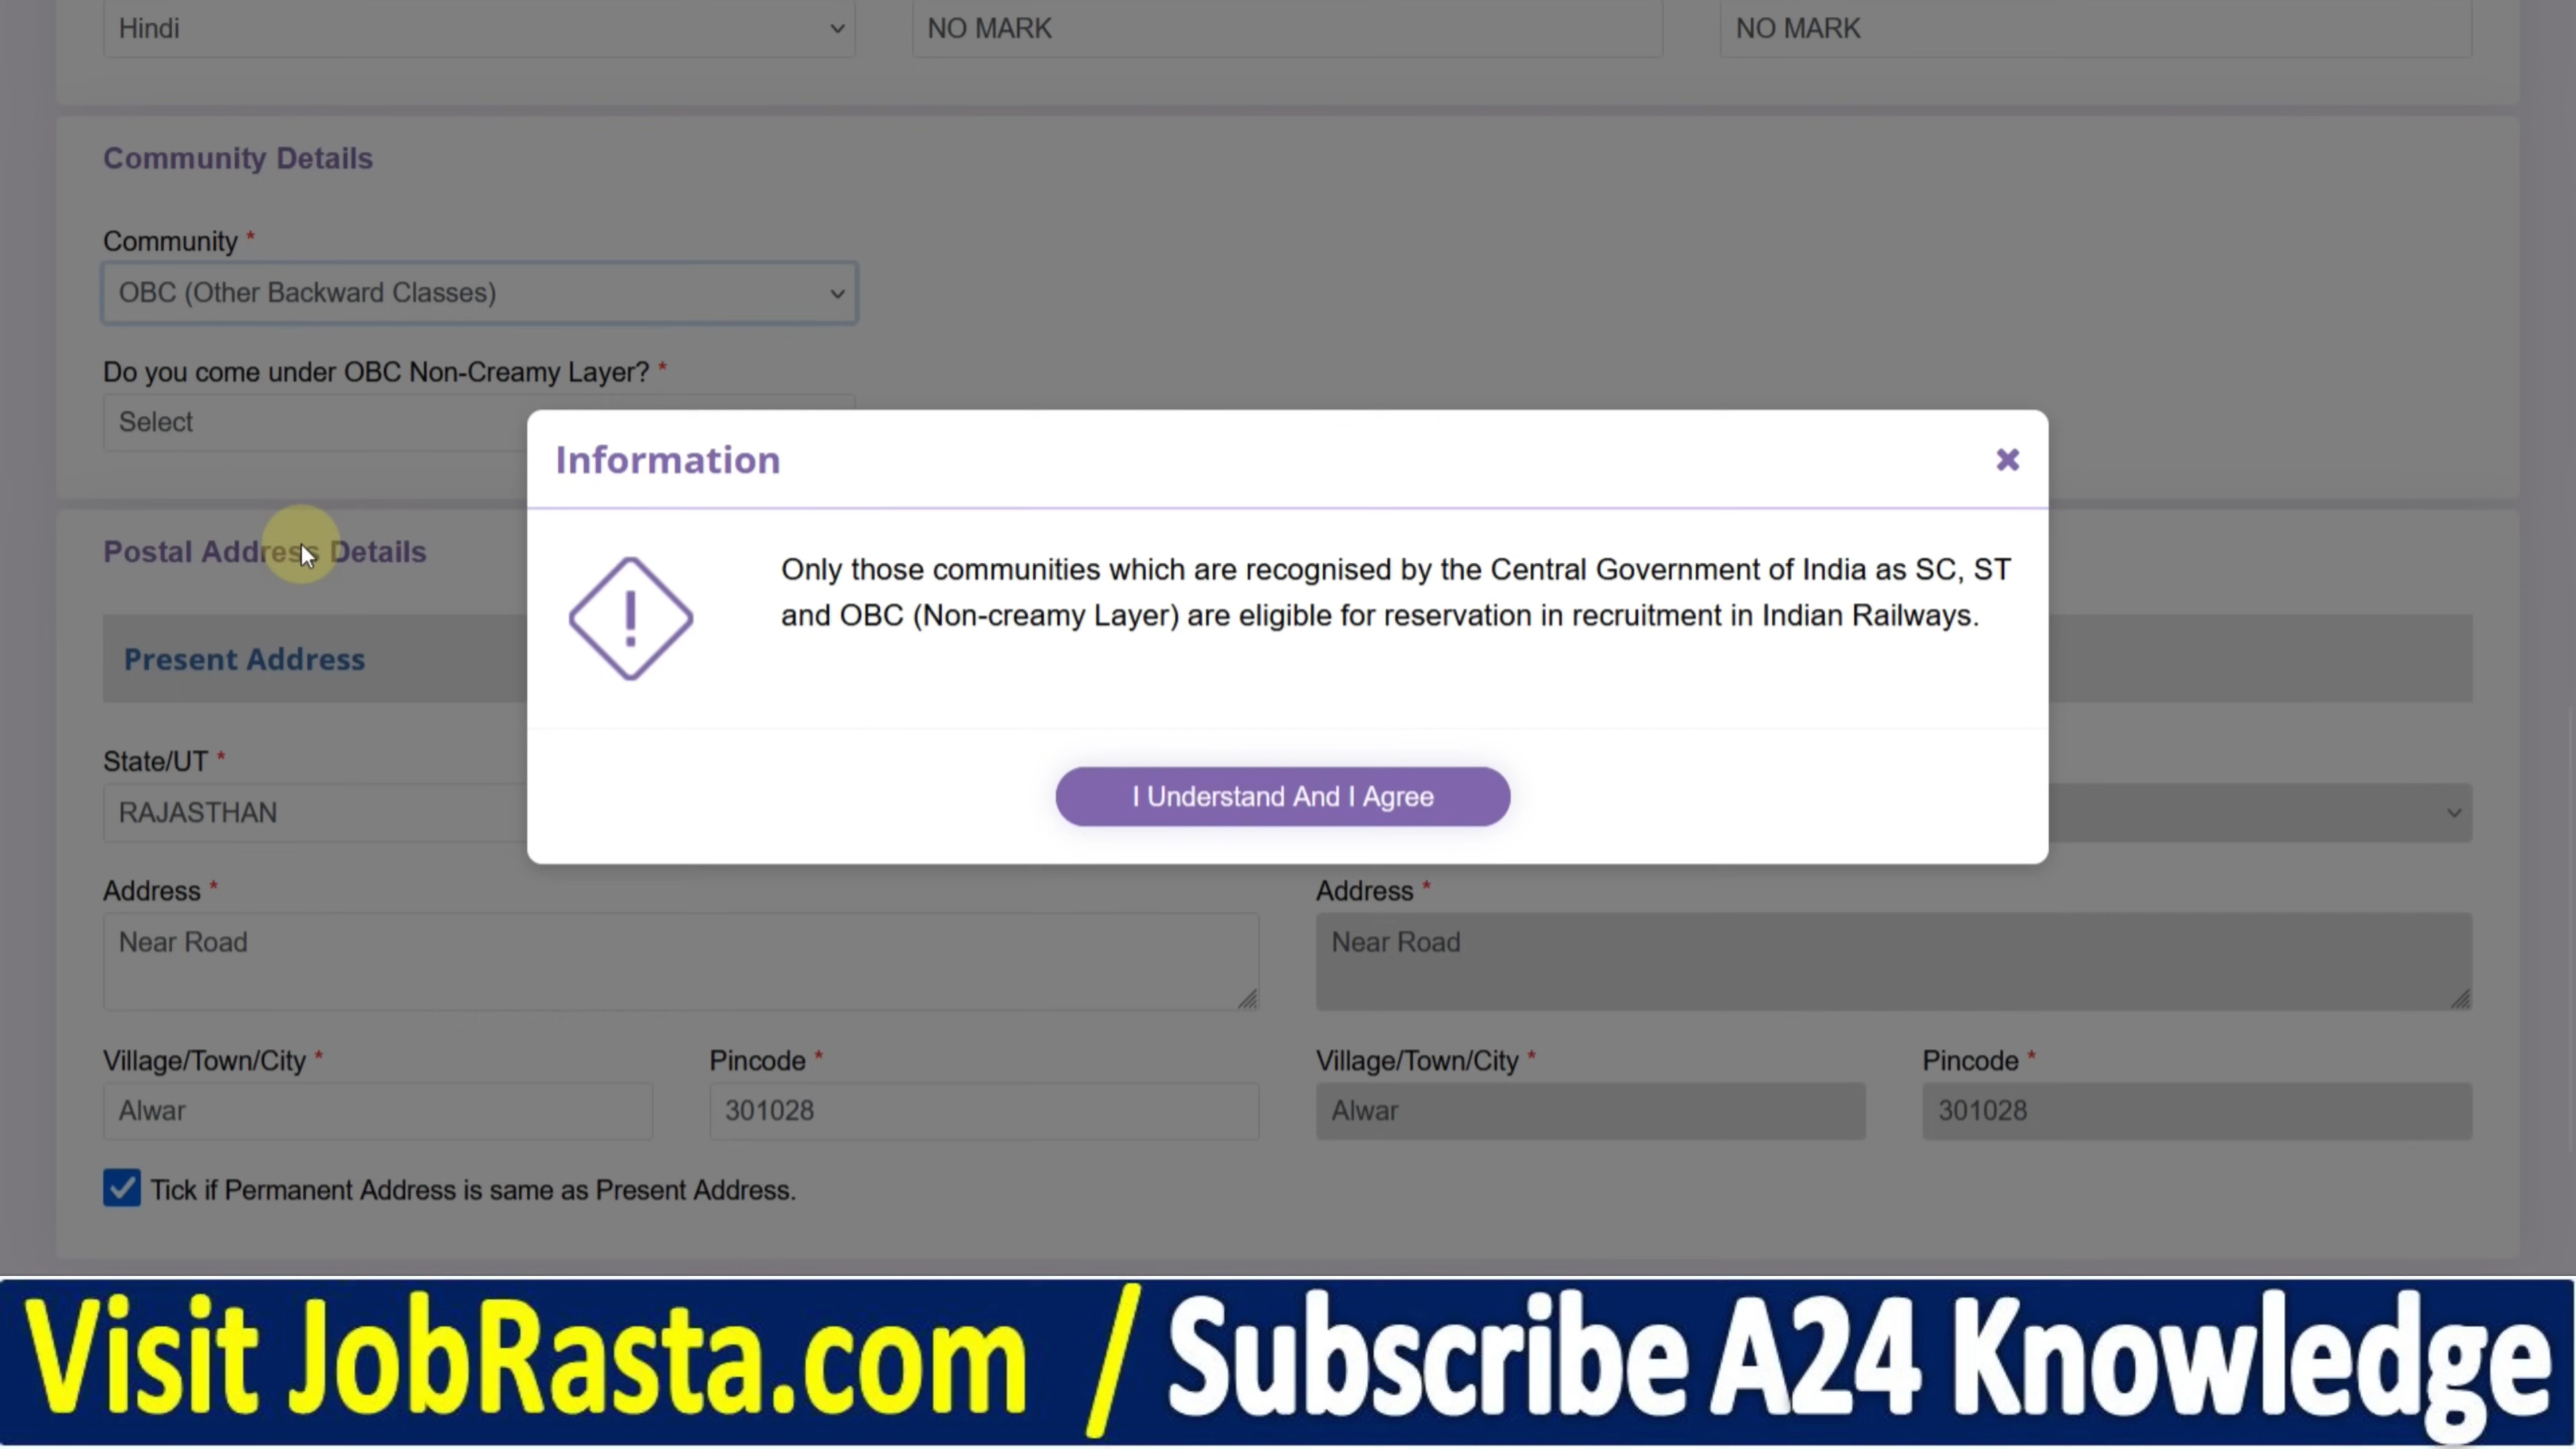 Hindi
NO MARK
NO MARK
Community Details
Community *
OBC (Other Backward Classes)
Do you come under OBC Non-Creamy Layer? *
Select
Information
Only those communities which are recognised by the Central Government of India as SC, ST
and OBC (Non-creamy Layer) are eligible for reservation in recruitment in Indian Railways.
I Understand And I Agree
Postal Address Details
Present Address
State/UT *
RAJASTHAN
Address *
Near Road
Address *
Near Road
Village/Town/City *
Alwar
Pincode *
301028
Village/Town/City *
Alwar
Pincode *
301028
Tick if Permanent Address is same as Present Address.
Visit JobRasta.com / Subscribe A24 Knowledge